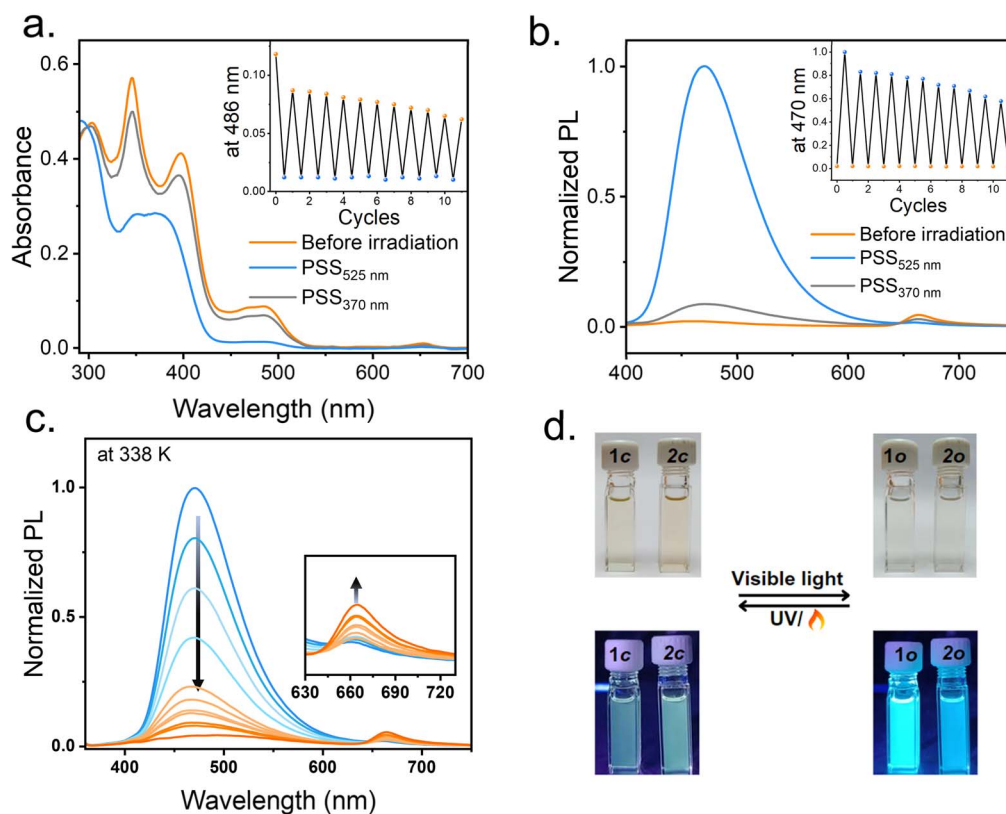 a.
Absorbance
0.6
0.4
0.2
0.0
300
400
500
600
700
Wavelength (nm)
at 486 nm
0.10
0.05
0.00
0
2
4
6
8
10
Cycles
Before irradiation
PSS525 nm
PSS370 nm
b.
Normalized PL
1.0
0.5
0.0
400
500
600
700
Wavelength (nm)
at 470 nm
1.0
0.8
0.6
0.4
0.2
0.0
0
2
4
6
8
10
Cycles
Before irradiation
PSS525 nm
PSS370 nm
c.
at 338 K
Normalized PL
1.0
0.5
0.0
400
500
600
700
Wavelength (nm)
630
660
690
720
d.
1c
2c
1o
2o
Visible light
UV/
1c
2c
1o
2o